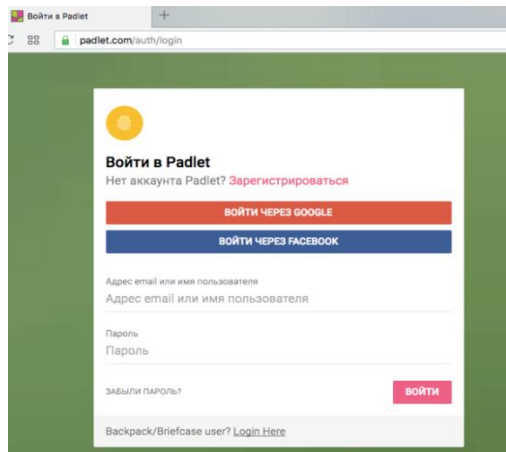 Войти в Padlet
padlet.com/auth/login
Войти в Padlet
Нет аккаунта Padlet? Зарегистрироваться
ВОЙТИ ЧЕРЕЗ GOOGLE
ВОЙТИ ЧЕРЕЗ FACEBOOK
Адрес email или имя пользователя
Адрес email или имя пользователя
Пароль
Пароль
ЗАБЫЛИ ПАРОЛЬ? ВОЙТИ
Backpack/Briefcase user? Login Here